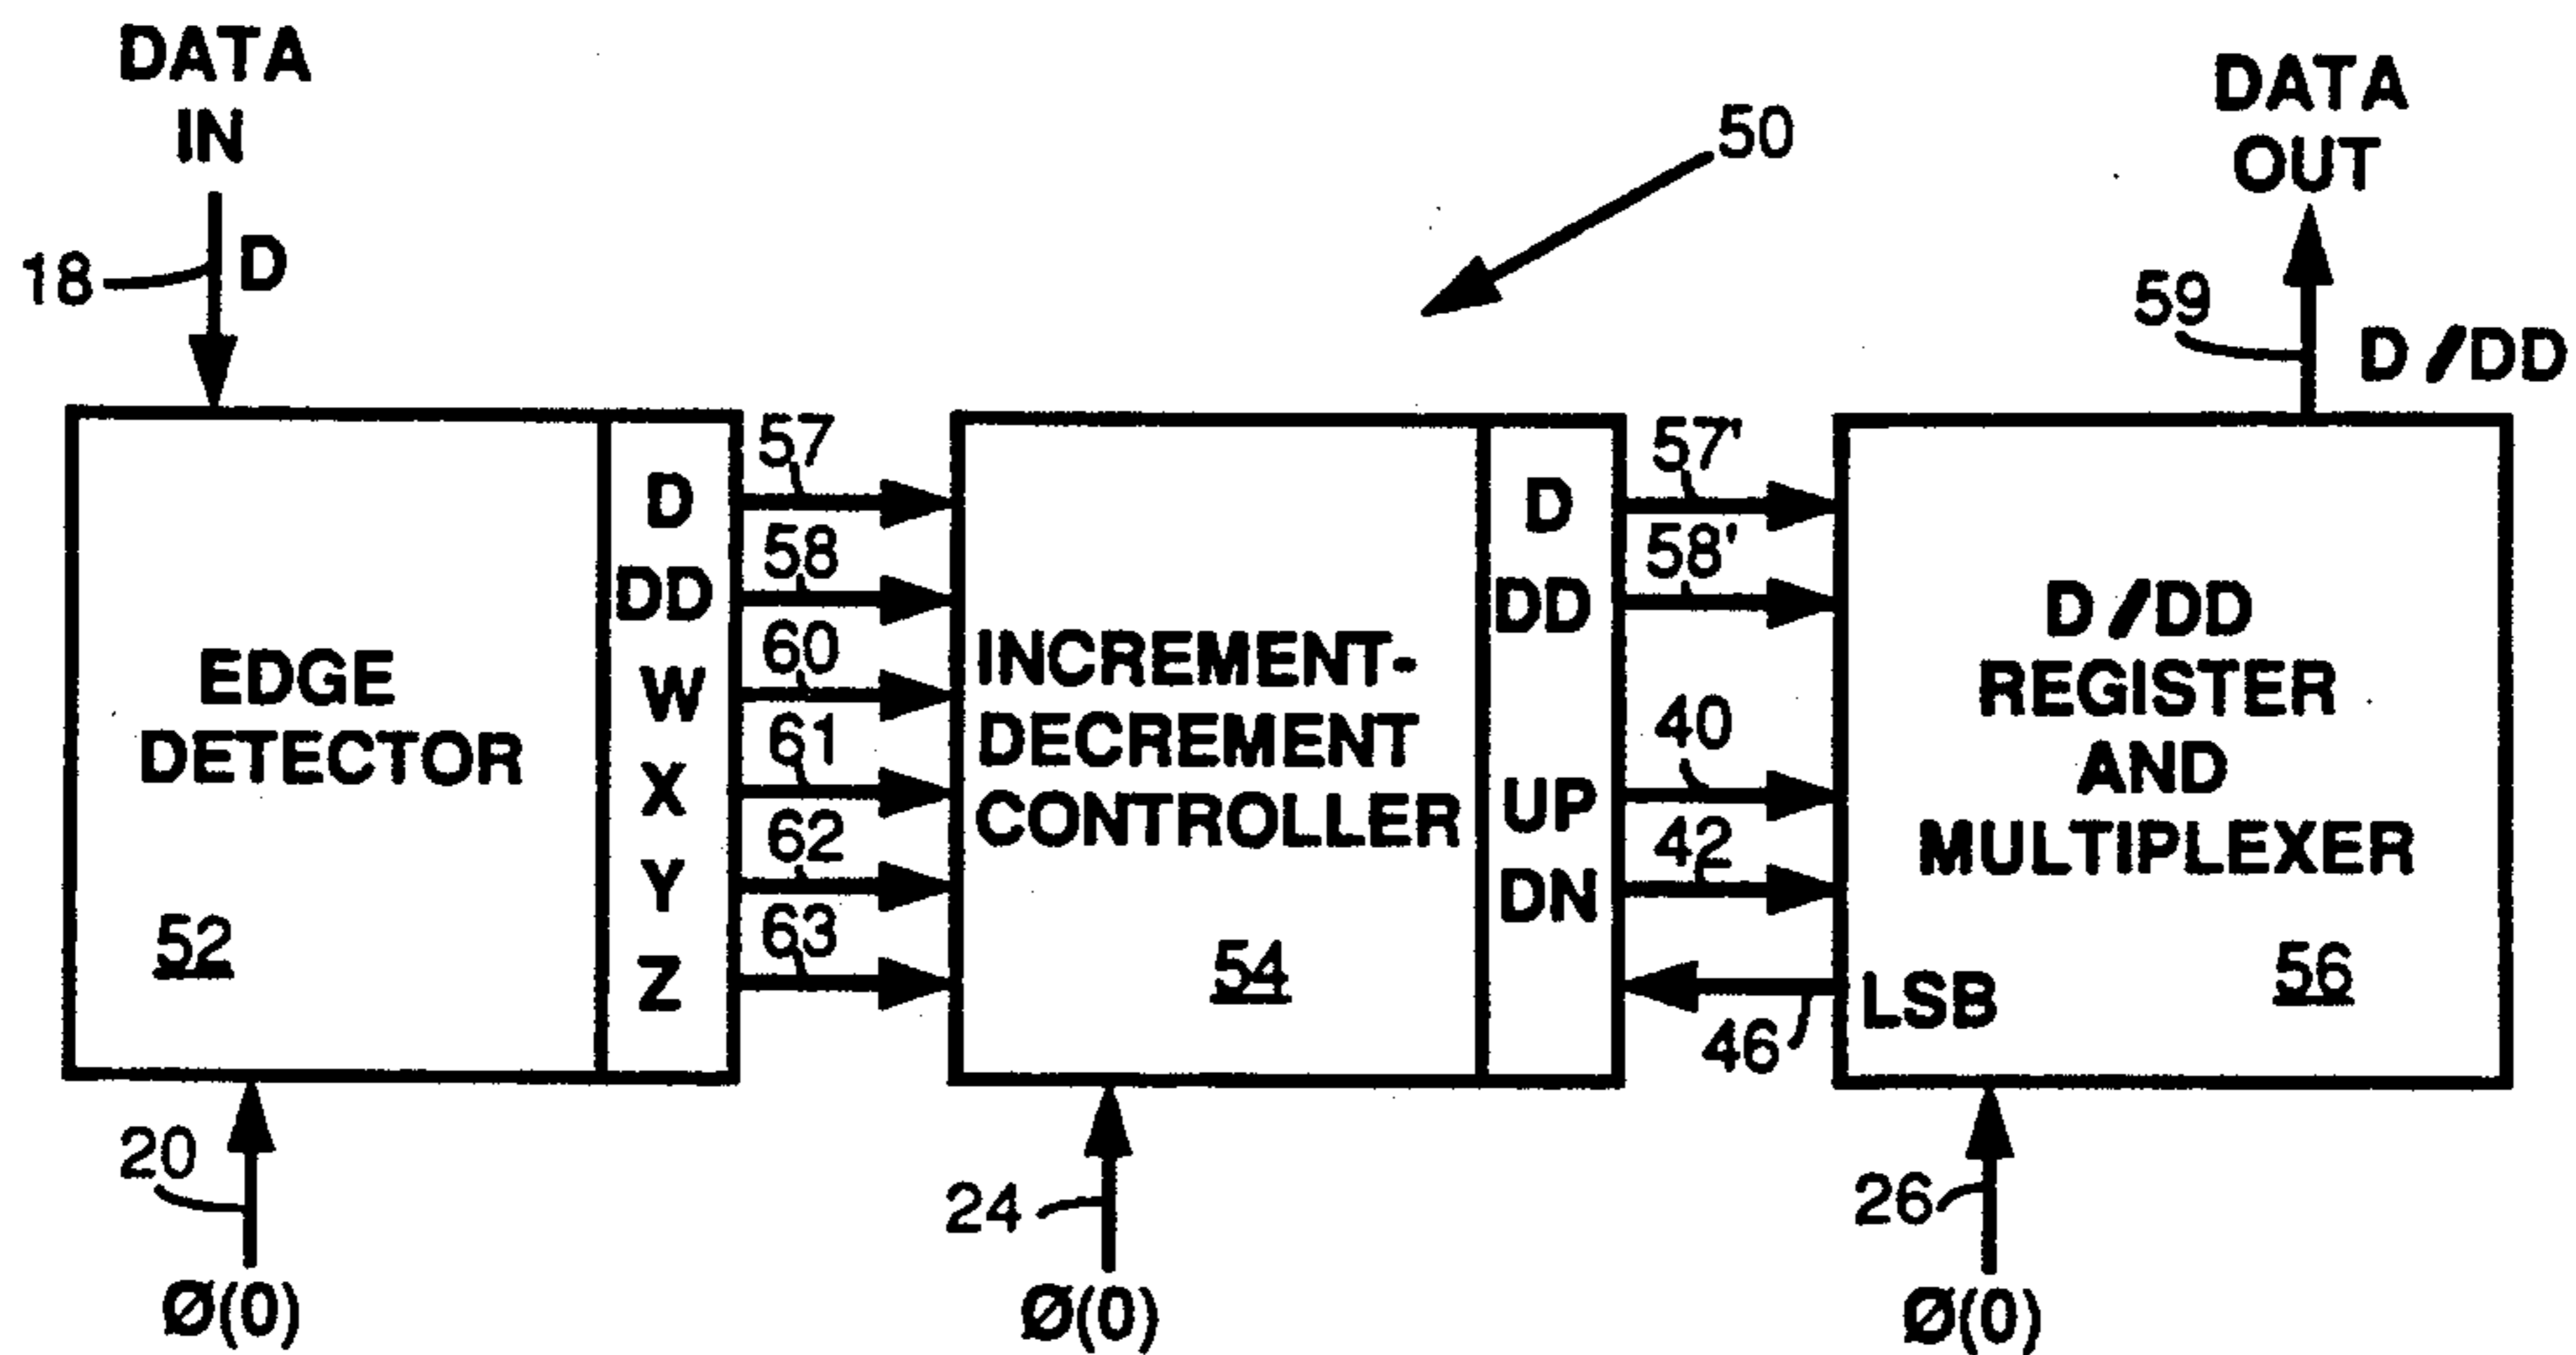 DATA
IN
18
D
50
DATA
OUT
59
D/DD
EDGE
DETECTOR
52
D
DD
W
X
Y
Z
57
58
60
61
62
63
INCREMENT-
DECREMENT
CONTROLLER
54
D
DD
UP
DN
57'
58'
40
42
46
D/DD
REGISTER
AND
MULTIPLEXER
LSB
56
20
Ø(0)
24
Ø(0)
26
Ø(0)